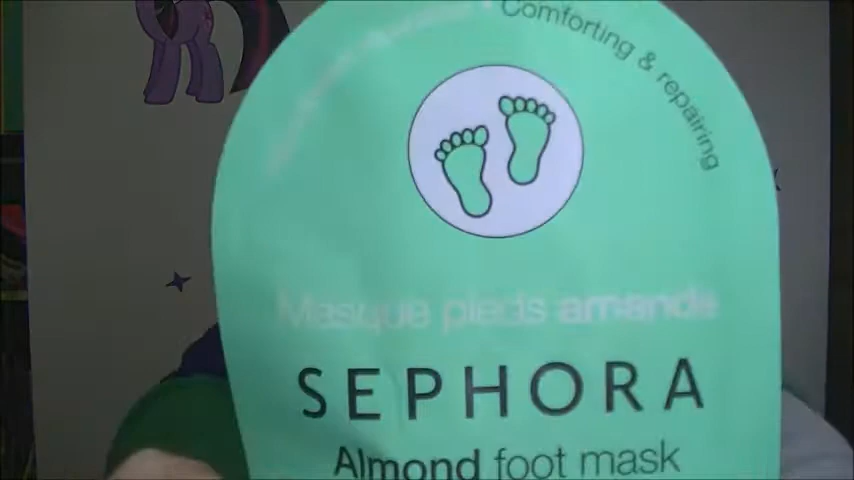 Comforting & repairing
Masque pieds amande
SEPHORA
Almond foot mask